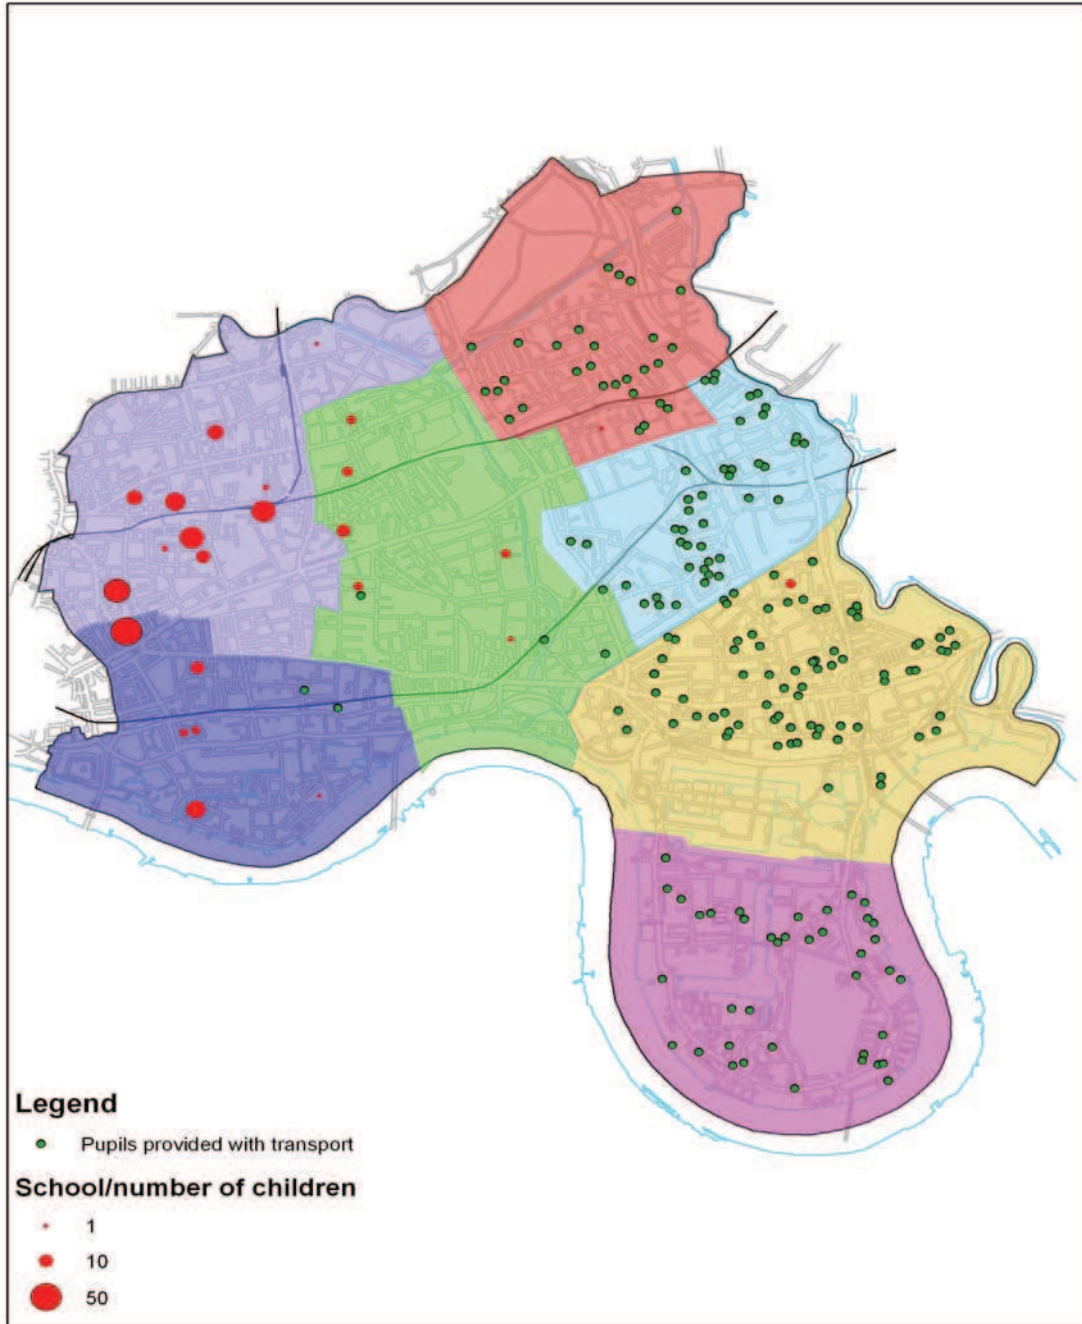 Legend
Pupils provided with transport
School/number of children
1
10
50